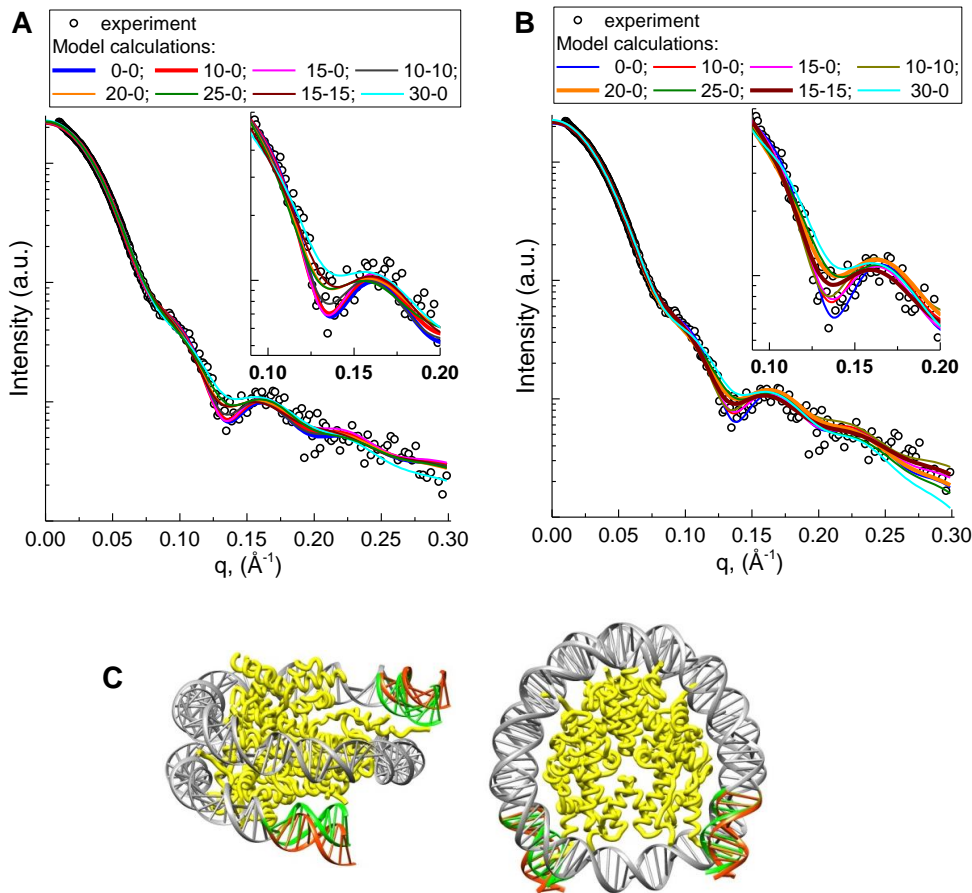 A
experiment
Model calculations:
0-0; 10-0; 15-0; 10-10;
20-0; 25-0; 15-15; 30-0
Intensity (a.u.)
0.10 0.15 0.20
0.00 0.05 0.10 0.15 0.20 0.25 0.30
q, (Å-1)
B
experiment
Model calculations:
0-0; 10-0; 15-0; 10-10;
20-0; 25-0; 15-15; 30-0
Intensity (a.u.)
0.10 0.15 0.20
0.00 0.05 0.10 0.15 0.20 0.25 0.30
q, (Å-1)
C